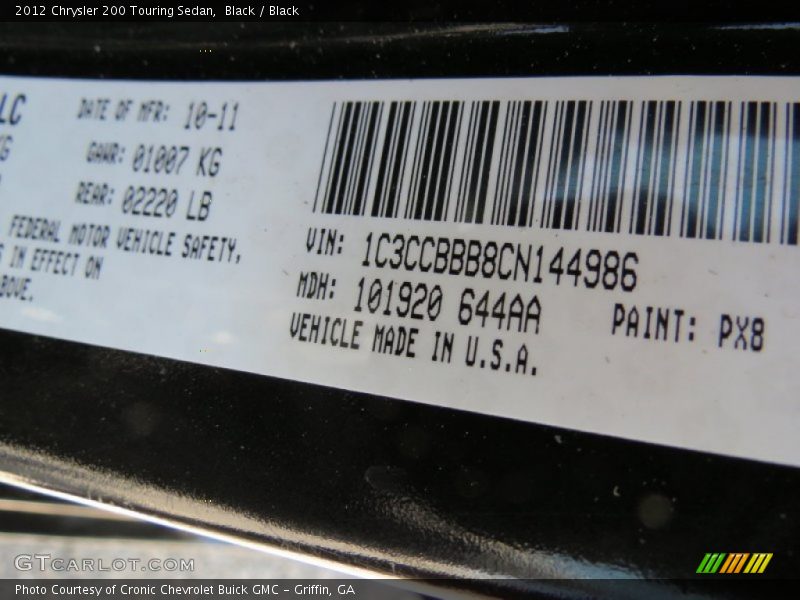 2012 Chrysler 200 Touring Sedan,  Black / Black
LC
DATE OF MFR: 10-11
KG
GAWR: 01007 KG
REAR: 02220 LB
FEDERAL MOTOR VEHICLE SAFETY,
IN EFFECT ON
VIN: 1C3CCBBB8CN144986
MDH: 101920 644AA
PAINT: PX8
VEHICLE MADE IN U.S.A.
GTCARLOT.COM
Photo Courtesy of Cronic Chevrolet Buick GMC - Griffin, GA